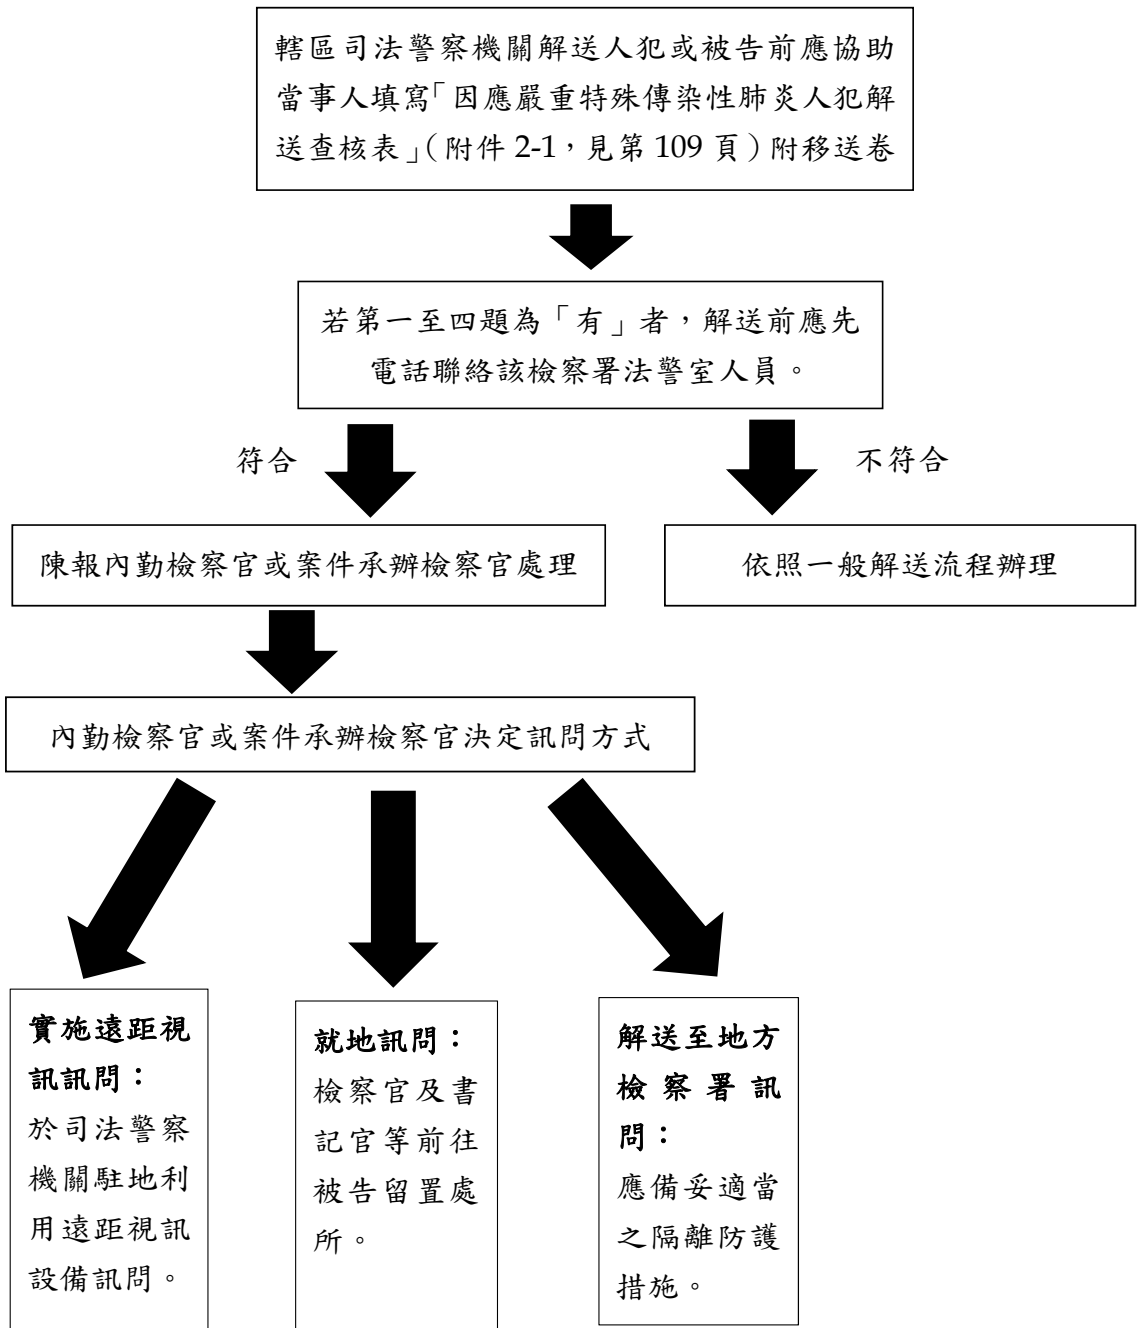 轄區司法警察機關解送人犯或被告前應協助
當事人填寫「因應嚴重特殊傳染性肺炎人犯解
送查核表」（附件 2-1，見第 109 頁）附移送卷
若第一至四題為「有」者，解送前應先
電話聯絡該檢察署法警室人員。
符合
不符合
陳報內勤檢察官或案件承辦檢察官處理
依照一般解送流程辦理
內勤檢察官或案件承辦檢察官決定訊問方式
實施遠距視
訊訊問：
於司法警察
機關駐地利
用遠距視訊
設備訊問。
就地訊問：
檢察官及書
記官等前往
被告留置處
所。
解送至地方
檢察署訊
問：
應備妥適當
之隔離防護
措施。